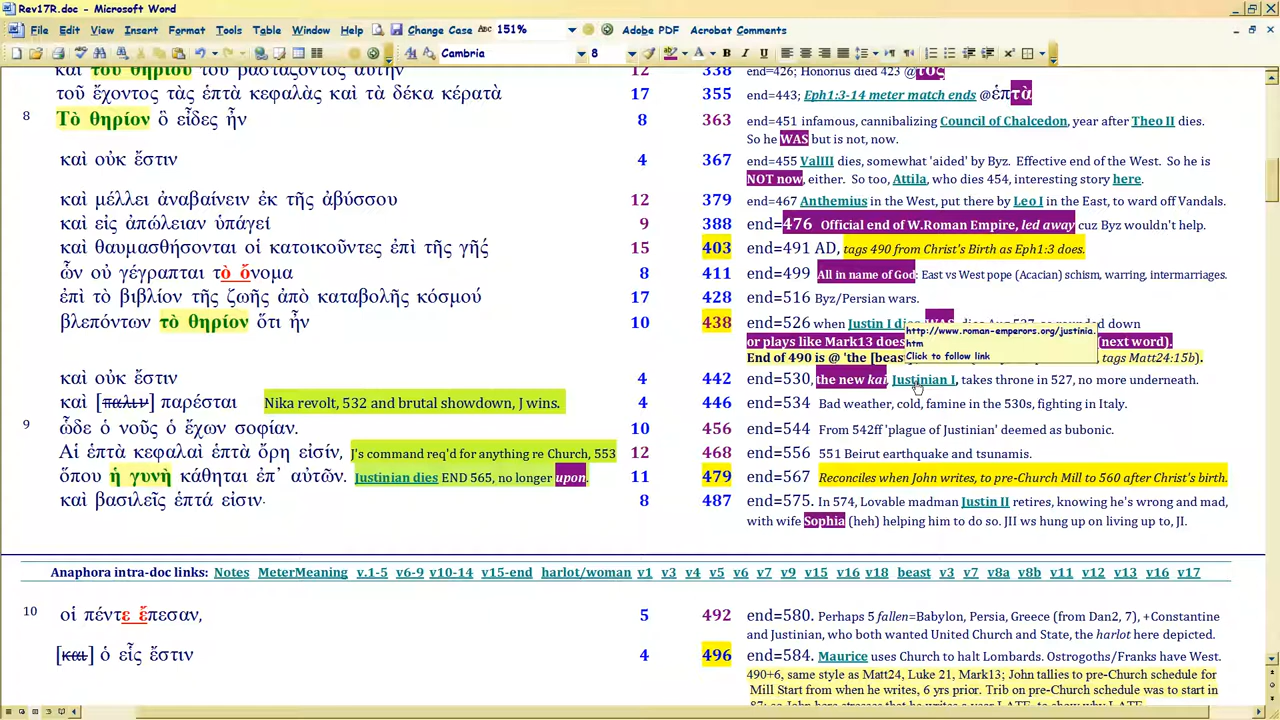 Rev17R.doc - Microsoft Word
File Edit View Insert Format Tools Table Window Help Change Case 151% Adobe PDF Acrobat Comments
Cambria 8
καὶ τοῦ θηρίου τοῦ βαστάζοντος αὐτὴν 12 338 end=426; Honorius died 423 @τος
τοῦ ἔχοντος τὰς ἑπτὰ κεφαλὰς καὶ τὰ δέκα κέρατὰ 17 355 end=443; Eph1:3-14 meter match ends @ἑπτὰ
8 Τὸ θηρίον ὃ εἶδες ἦν 8 363 end=451 infamous, cannibalizing Council of Chalcedon, year after Theo II dies.
So he WAS but is not, now.
καὶ οὐκ ἔστιν 4 367 end=455 ValIII dies, somewhat 'aided' by Byz. Effective end of the West. So he is
NOT now, either. So too, Attila, who dies 454, interesting story here.
καὶ μέλλει ἀναβαίνειν ἐκ τῆς ἀβύσσου 12 379 end=467 Anthemius in the West, put there by Leo I in the East, to ward off Vandals.
καὶ εἰς ἀπώλειαν ὑπάγεί 9 388 end=476 Official end of W.Roman Empire, led away cuz Byz wouldn't help.
καὶ θαυμασθήσονται οἱ κατοικοῦντες ἐπὶ τῆς γῆς 15 403 end=491 AD, tags 490 from Christ's Birth as Eph1:3 does.
ὧν οὐ γέγραπται τὸ ὄνομα 8 411 end=499 All in name of God: East vs West pope (Acacian) schism, warring, intermarriages.
ἐπὶ τὸ βιβλίον τῆς ζωῆς ἀπὸ καταβολῆς κόσμού 17 428 end=516 Byz/Persian wars.
βλεπόντων τὸ θηρίον ὅτι ἦν 10 438 end=526 when Justin I dies down
or plays like Mark13 does (next word).
End of 490 is @ 'the [beas tags Matt24:15b).
http://www.roman-emperors.org/justinia.
htm
Click to follow link
καὶ οὐκ ἔστιν 4 442 end=530, the new kai Justinian I, takes throne in 527, no more underneath.
καὶ [παλιν] παρέσται Nika revolt, 532 and brutal showdown, J wins. 4 446 end=534 Bad weather, cold, famine in the 530s, fighting in Italy.
9 ὧδε ὁ νοῦς ὁ ἔχων σοφίαν. 10 456 end=544 From 542ff 'plague of Justinian' deemed as bubonic.
Αἱ ἑπτὰ κεφαλαὶ ἑπτὰ ὄρη εἰσίν, J's command req'd for anything re Church, 553 12 468 end=556 551 Beirut earthquake and tsunamis.
ὅπου ἡ γυνὴ κάθηται ἐπ᾽ αὐτῶν. Justinian dies END 565, no longer upon. 11 479 end=567 Reconciles when John writes, to pre-Church Mill to 560 after Christ's birth.
καὶ βασιλεῖς ἑπτά εἰσιν· 8 487 end=575. In 574, Lovable madman Justin II retires, knowing he's wrong and mad,
with wife Sophia (heh) helping him to do so. JII ws hung up on living up to, JI.
Anaphora intra-doc links: Notes MeterMeaning v.1-5 v6-9 v10-14 v15-end harlot/woman v1 v3 v4 v5 v6 v7 v9 v15 v16 v18 beast v3 v7 v8a v8b v11 v12 v13 v16 v17
10 οἱ πέντε ἔπεσαν, 5 492 end=580. Perhaps 5 fallen=Babylon, Persia, Greece (from Dan2, 7), +Constantine
and Justinian, who both wanted United Church and State, the harlot here depicted.
[καὶ] ὁ εἷς ἔστιν 4 496 end=584. Maurice uses Church to halt Lombards. Ostrogoths/Franks have West.
490+6, same style as Matt24, Luke 21, Mark13; John tallies to pre-Church schedule for
Mill Start from when he writes, 6 yrs prior. Trib on pre-Church schedule was to start in